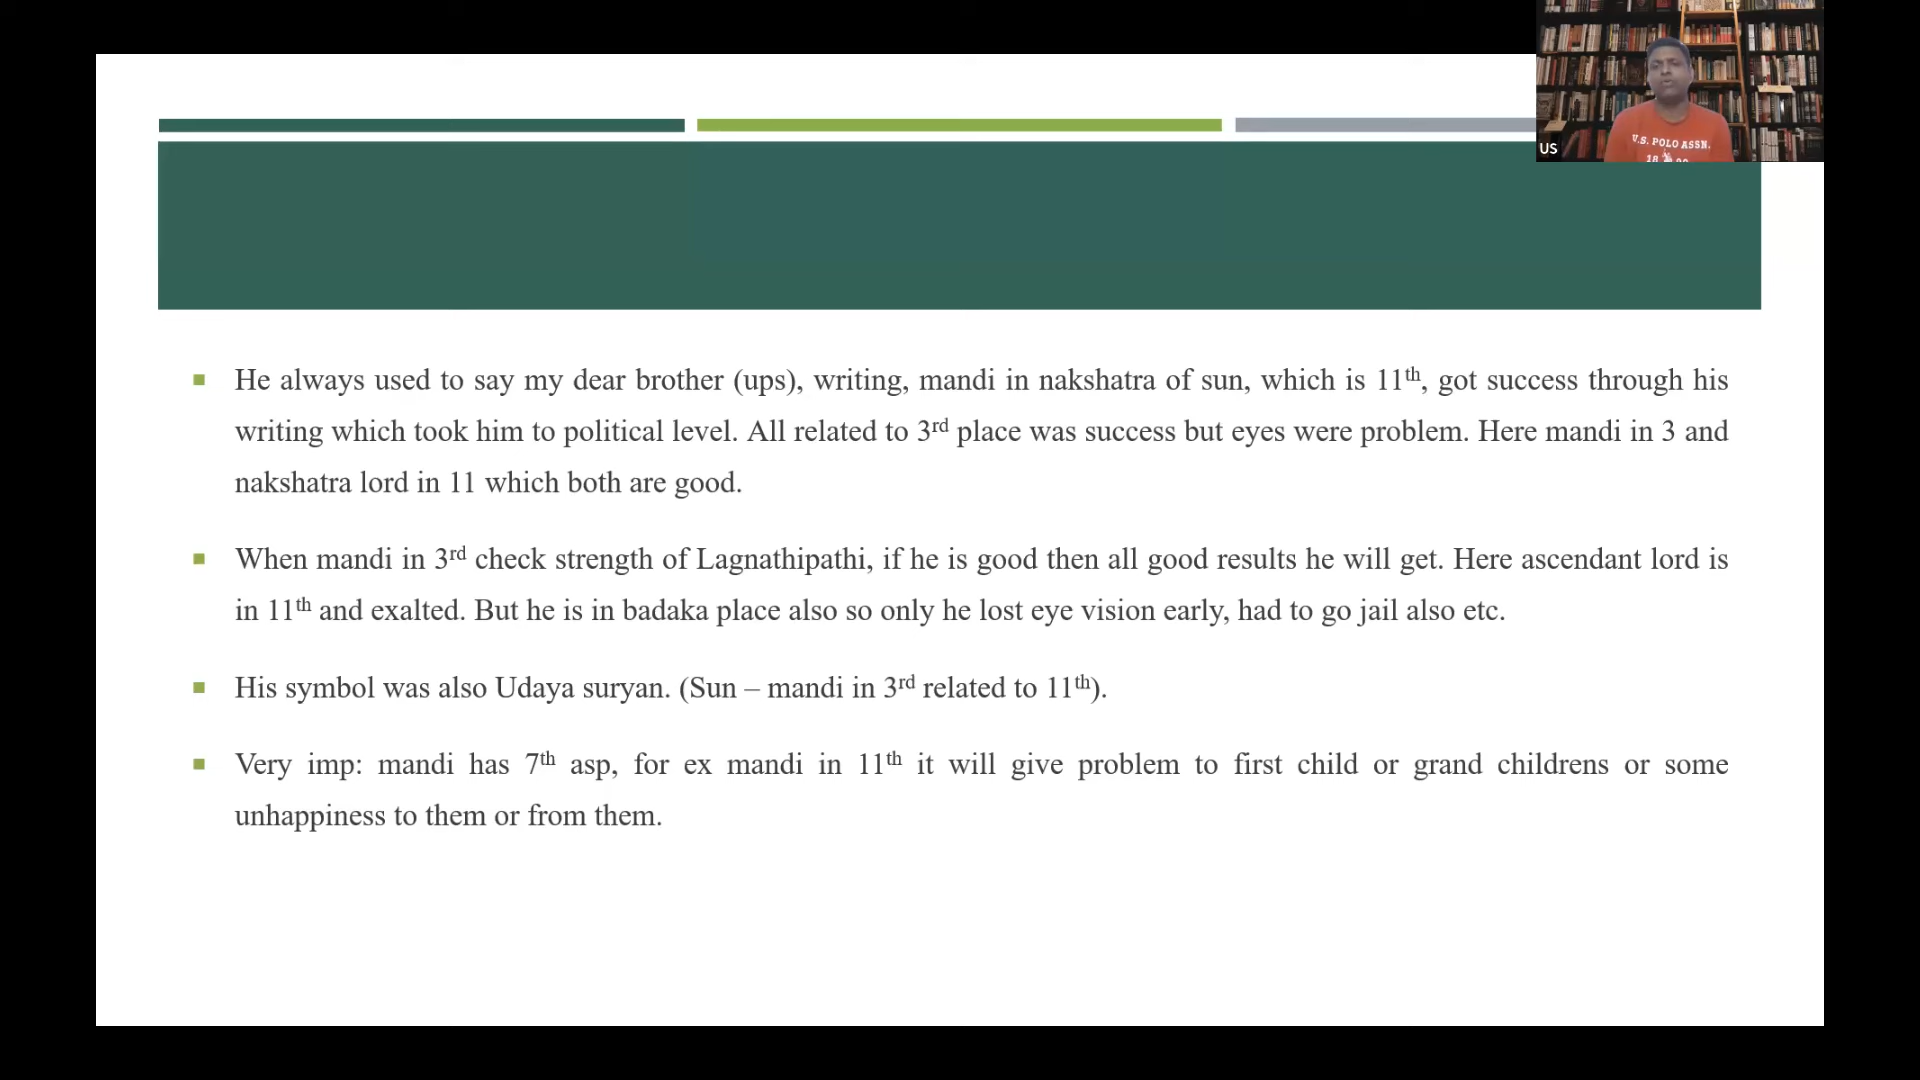 U.S. POLO ASSN.
18 90
US
He always used to say my dear brother (ups), writing, mandi in nakshatra of sun, which is 11th, got success through his
writing which took him to political level. All related to 3rd place was success but eyes were problem. Here mandi in 3 and
nakshatra lord in 11 which both are good.
When mandi in 3rd check strength of Lagnathipathi, if he is good then all good results he will get. Here ascendant lord is
in 11th and exalted. But he is in badaka place also so only he lost eye vision early, had to go jail also etc.
His symbol was also Udaya suryan. (Sun – mandi in 3rd related to 11th).
Very imp: mandi has 7th asp, for ex mandi in 11th it will give problem to first child or grand childrens or some
unhappiness to them or from them.